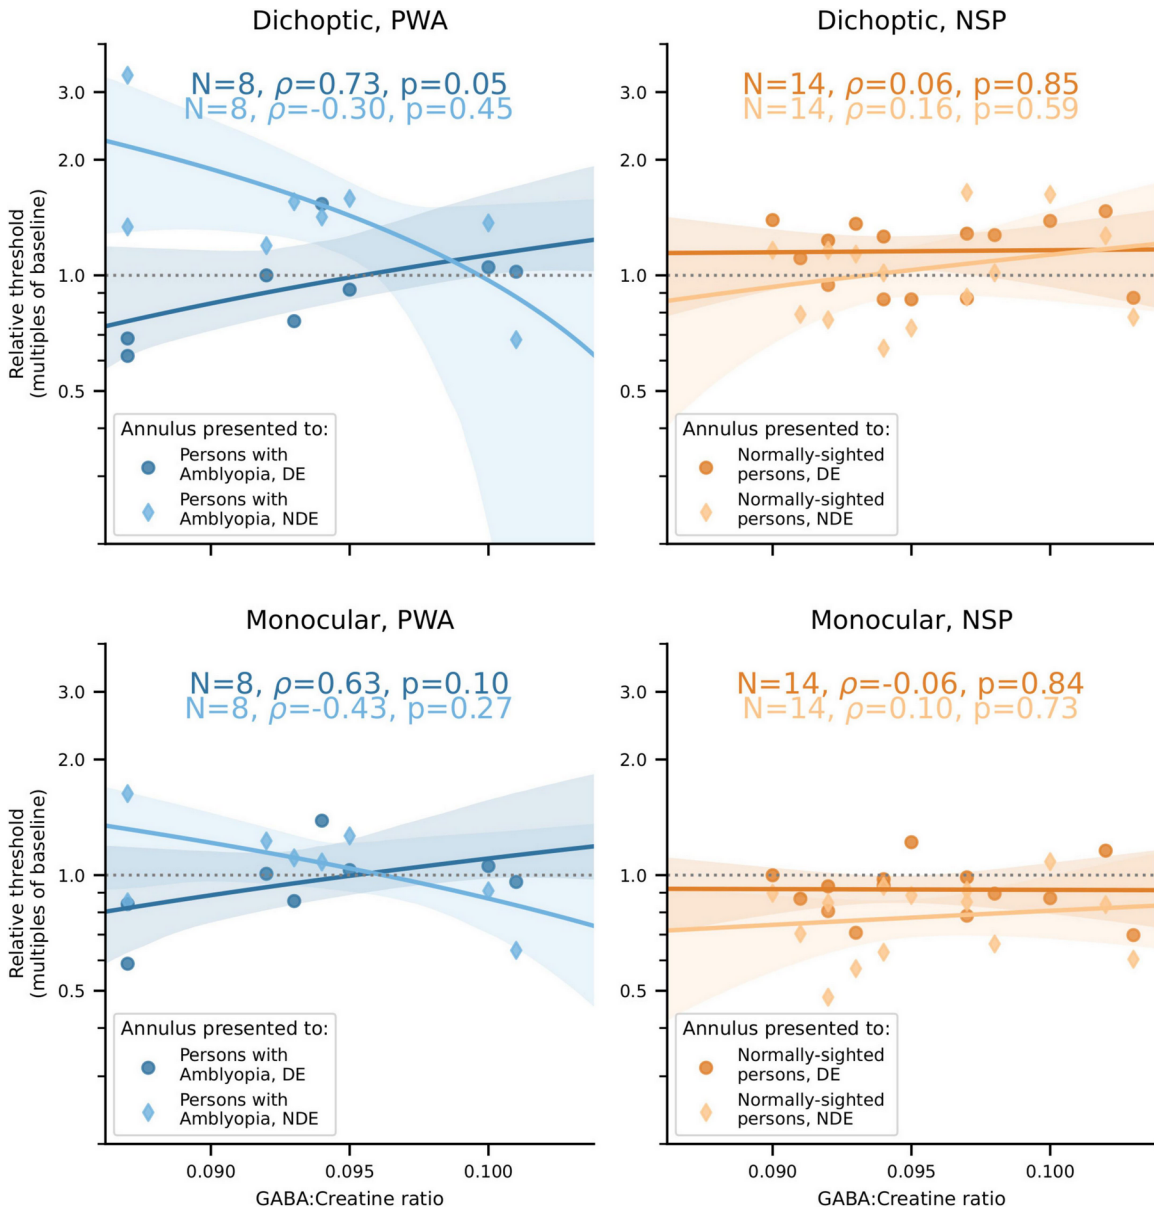 Dichoptic, PWA
N=8, ρ=0.73, p=0.05
N=8, ρ=-0.30, p=0.45
3.0
2.0
1.0
0.5
Relative threshold
(multiples of baseline)
Annulus presented to:
Persons with
Amblyopia, DE
Persons with
Amblyopia, NDE
Dichoptic, NSP
N=14, ρ=0.06, p=0.85
N=14, ρ=0.16, p=0.59
3.0
2.0
1.0
0.5
Annulus presented to:
Normally-sighted
persons, DE
Normally-sighted
persons, NDE
Monocular, PWA
N=8, ρ=0.63, p=0.10
N=8, ρ=-0.43, p=0.27
3.0
2.0
1.0
0.5
Relative threshold
(multiples of baseline)
Annulus presented to:
Persons with
Amblyopia, DE
Persons with
Amblyopia, NDE
0.090 0.095 0.100
GABA:Creatine ratio
Monocular, NSP
N=14, ρ=-0.06, p=0.84
N=14, ρ=0.10, p=0.73
3.0
2.0
1.0
0.5
Annulus presented to:
Normally-sighted
persons, DE
Normally-sighted
persons, NDE
0.090 0.095 0.100
GABA:Creatine ratio